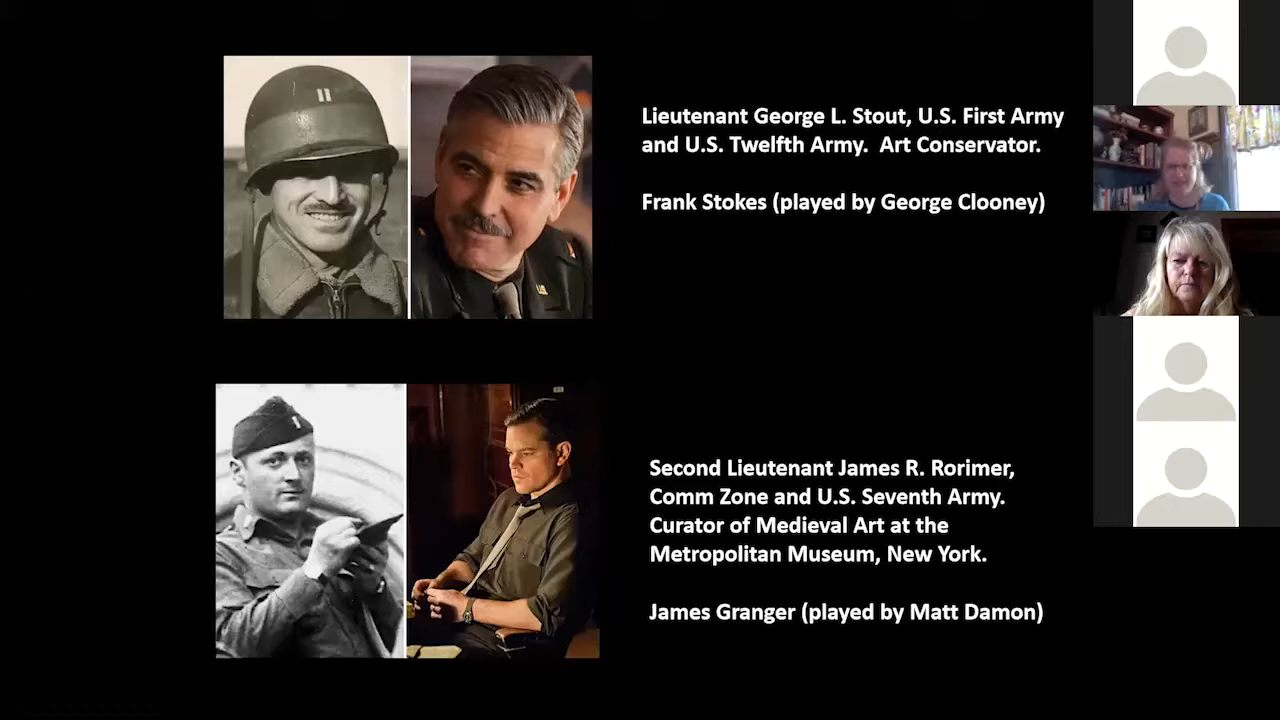 Lieutenant George L. Stout, U.S. First Army
and U.S. Twelfth Army.  Art Conservator.
Frank Stokes (played by George Clooney)
Second Lieutenant James R. Rorimer,
Comm Zone and U.S. Seventh Army.
Curator of Medieval Art at the
Metropolitan Museum, New York.
James Granger (played by Matt Damon)